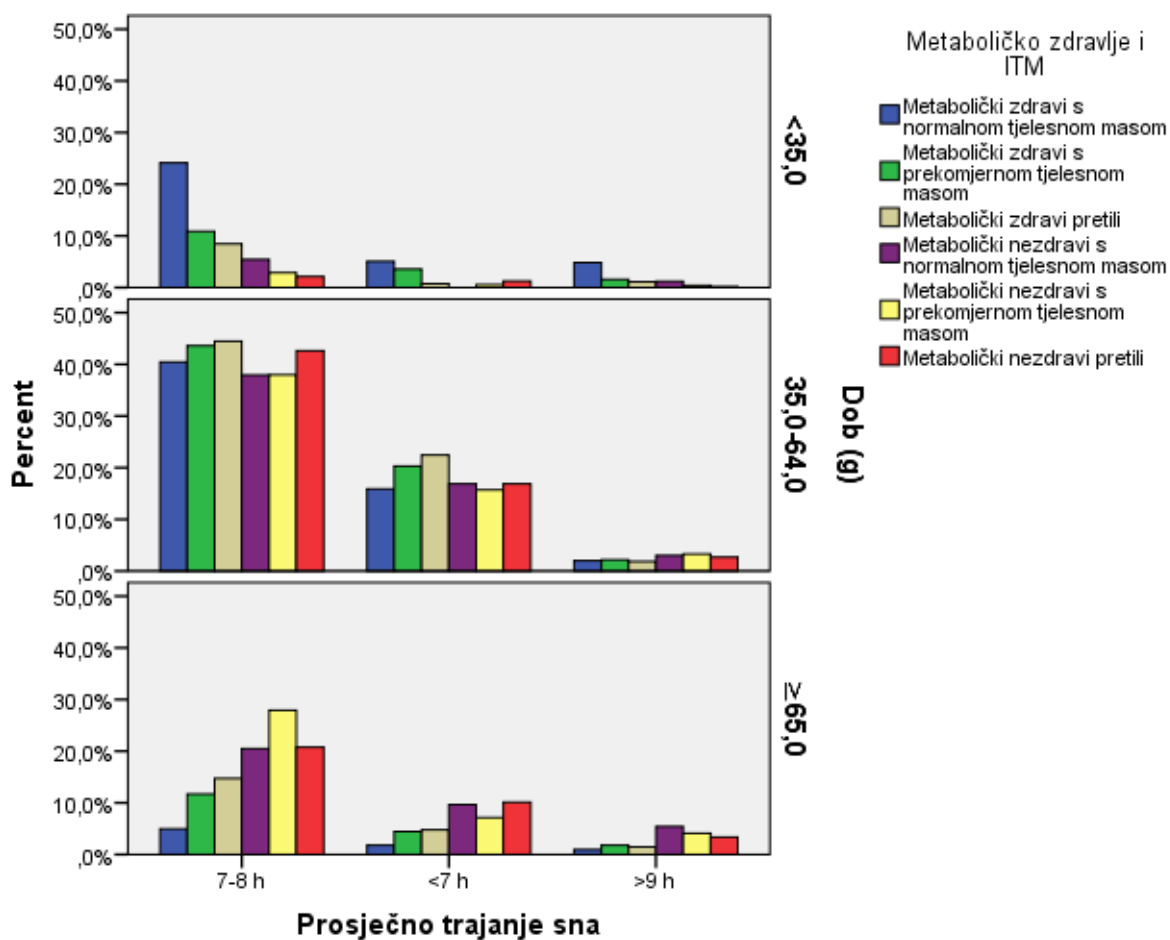 Metaboličko zdravlje i
ITM
Metabolički zdravi s
normalnom tjelesnom masom
Metabolički zdravi s
prekomjernom tjelesnom
masom
Metabolički zdravi pretili
Metabolički nezdravi s
normalnom tjelesnom masom
Metabolički nezdravi s
prekomjernom tjelesnom
masom
Metabolički nezdravi pretili
Percent
50,0%
40,0%
30,0%
20,0%
10,0%
,0%
<35,0
50,0%
40,0%
30,0%
20,0%
10,0%
,0%
35,0-64,0
Dob (g)
50,0%
40,0%
30,0%
20,0%
10,0%
,0%
≥65,0
7-8 h
<7 h
>9 h
Prosječno trajanje sna